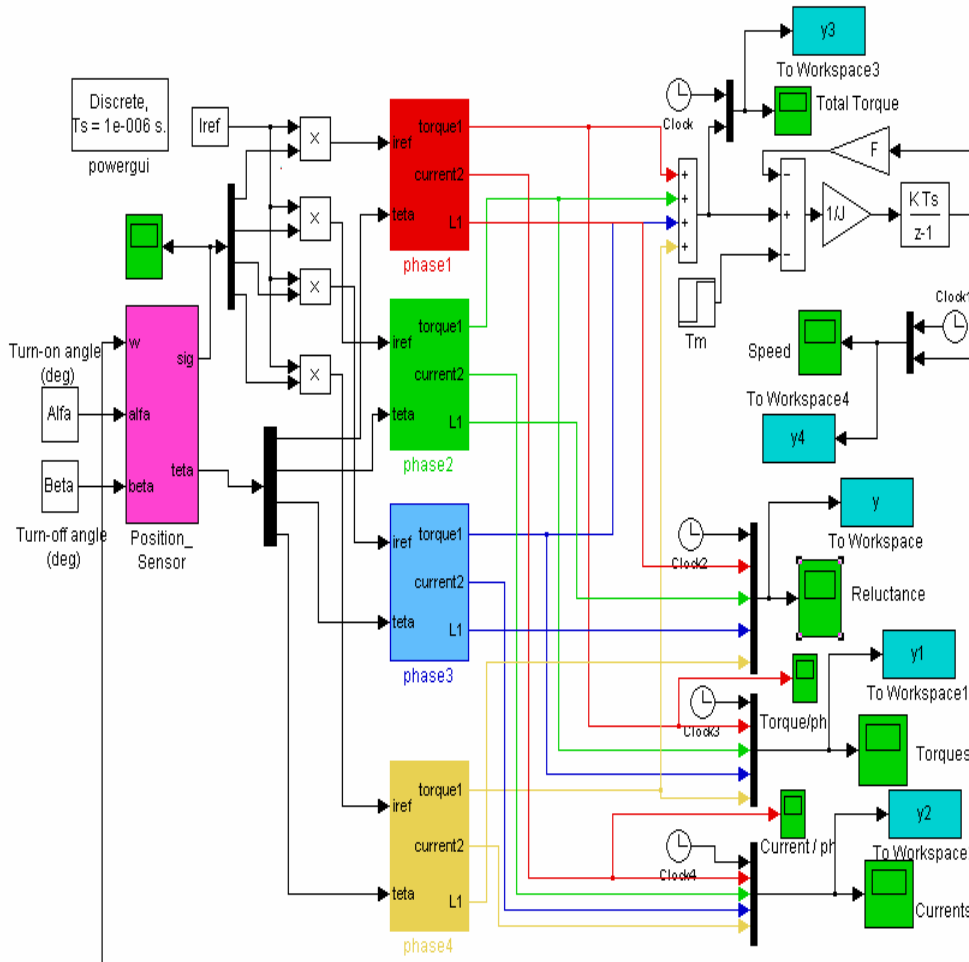 Discrete,
Ts = 1e-006 s.
powergui
Iref
X
X
X
X
Turn-on angle
(deg)
Alfa
Beta
Turn-off angle
(deg)
w
sig
alfa
teta
beta
Position_
Sensor
iref
torque1
current2
teta
L1
phase1
torque1
iref
current2
teta
L1
phase2
torque1
iref
current2
teta
L1
phase3
torque1
iref
current2
teta
L1
phase4
y3
To Workspace3
Clock
Total Torque
F
+
+
+
+
−
+
−
1/J
K Ts
z-1
Tm
Clock1
Speed
To Workspace4
y4
y
To Workspace
Clock2
Reluctance
y1
To Workspace1
Clock3
Torque/ph
Torques
y2
To Workspace
Current / ph
Clock4
Currents